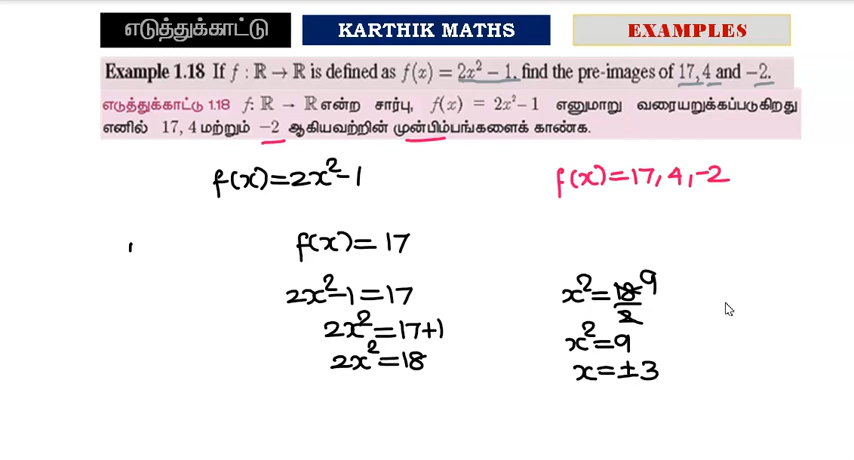 எடுத்துக்காட்டு KARTHIK MATHS EXAMPLES
Example 1.18 If f : ℝ → ℝ is defined as f(x) = 2x² − 1, find the pre-images of 17, 4 and −2.
எடுத்துக்காட்டு 1.18 f: ℝ → ℝ என்ற சார்பு, f(x) = 2x² − 1 எனுமாறு வரையறுக்கப்படுகிறது
எனில் 17, 4 மற்றும் −2 ஆகியவற்றின் முன்பிம்பங்களைக் காண்க.
f(x) = 2x² − 1
f(x) = 17, 4, −2
f(x) = 17
2x² − 1 = 17
2x² = 17+1
2x² = 18
x² = 18/2 9
x² = 9
x = ±3